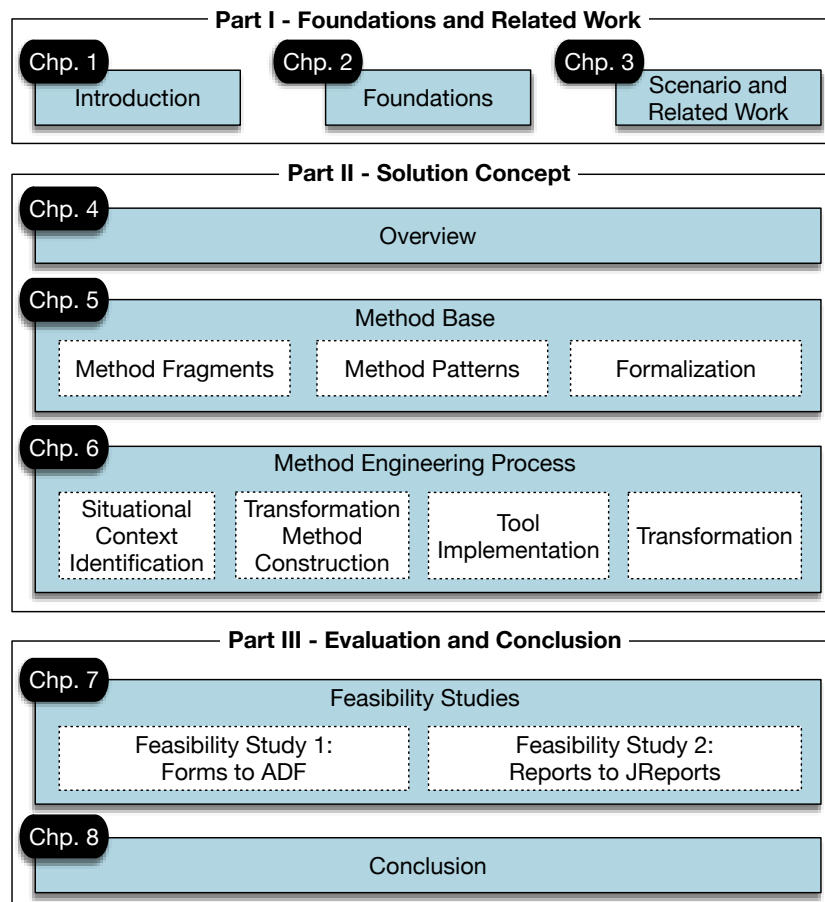 Part I - Foundations and Related Work
Chp. 1
Introduction
Chp. 2
Foundations
Chp. 3
Scenario and
Related Work
Part II - Solution Concept
Chp. 4
Overview
Chp. 5
Method Base
Method Fragments
Method Patterns
Formalization
Chp. 6
Method Engineering Process
Situational
Context
Identification
Transformation
Method
Construction
Tool
Implementation
Transformation
Part III - Evaluation and Conclusion
Chp. 7
Feasibility Studies
Feasibility Study 1:
Forms to ADF
Feasibility Study 2:
Reports to JReports
Chp. 8
Conclusion